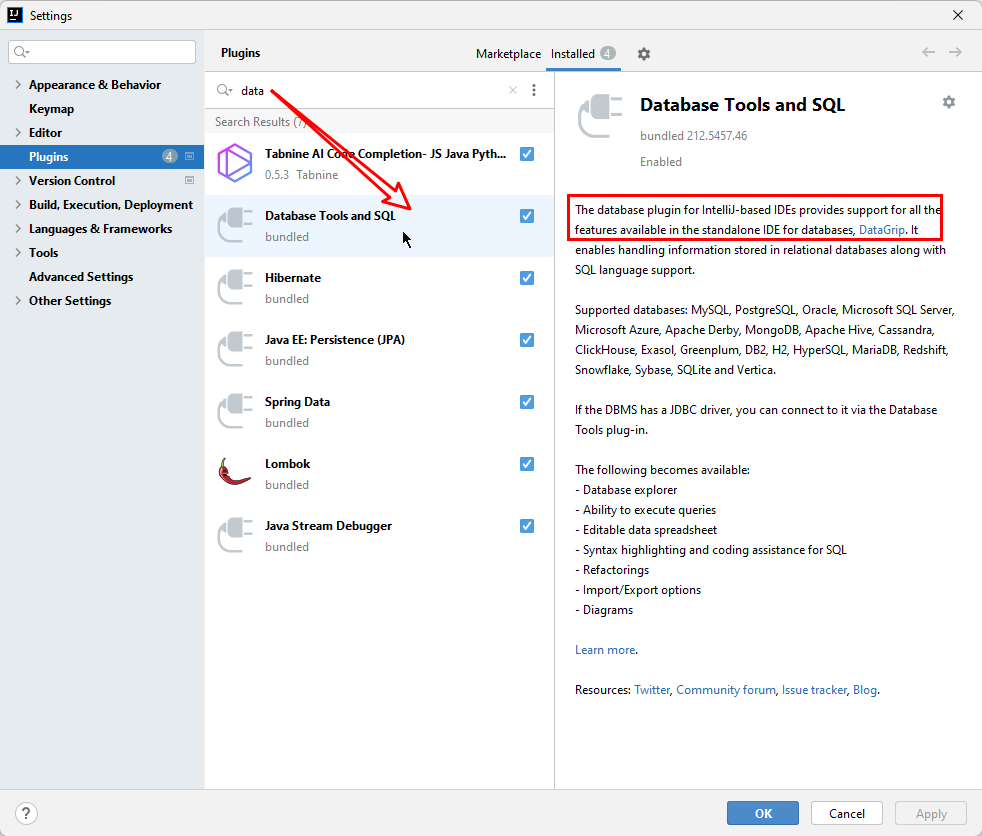 Settings
Plugins
Marketplace
Installed 4
Appearance & Behavior
Keymap
Editor
Plugins 4
Version Control
Build, Execution, Deployment
Languages & Frameworks
Tools
Advanced Settings
Other Settings
data
Search Results (7)
Tabnine AI Code Completion- JS Java Pyth...
0.5.3 Tabnine
Database Tools and SQL
bundled
Hibernate
bundled
Java EE: Persistence (JPA)
bundled
Spring Data
bundled
Lombok
bundled
Java Stream Debugger
bundled
Database Tools and SQL
bundled 212.5457.46
Enabled
The database plugin for IntelliJ-based IDEs provides support for all the
features available in the standalone IDE for databases, DataGrip. It
enables handling information stored in relational databases along with
SQL language support.
Supported databases: MySQL, PostgreSQL, Oracle, Microsoft SQL Server,
Microsoft Azure, Apache Derby, MongoDB, Apache Hive, Cassandra,
ClickHouse, Exasol, Greenplum, DB2, H2, HyperSQL, MariaDB, Redshift,
Snowflake, Sybase, SQLite and Vertica.
If the DBMS has a JDBC driver, you can connect to it via the Database
Tools plug-in.
The following becomes available:
- Database explorer
- Ability to execute queries
- Editable data spreadsheet
- Syntax highlighting and coding assistance for SQL
- Refactorings
- Import/Export options
- Diagrams
Learn more.
Resources: Twitter, Community forum, Issue tracker, Blog.
?
OK
Cancel
Apply